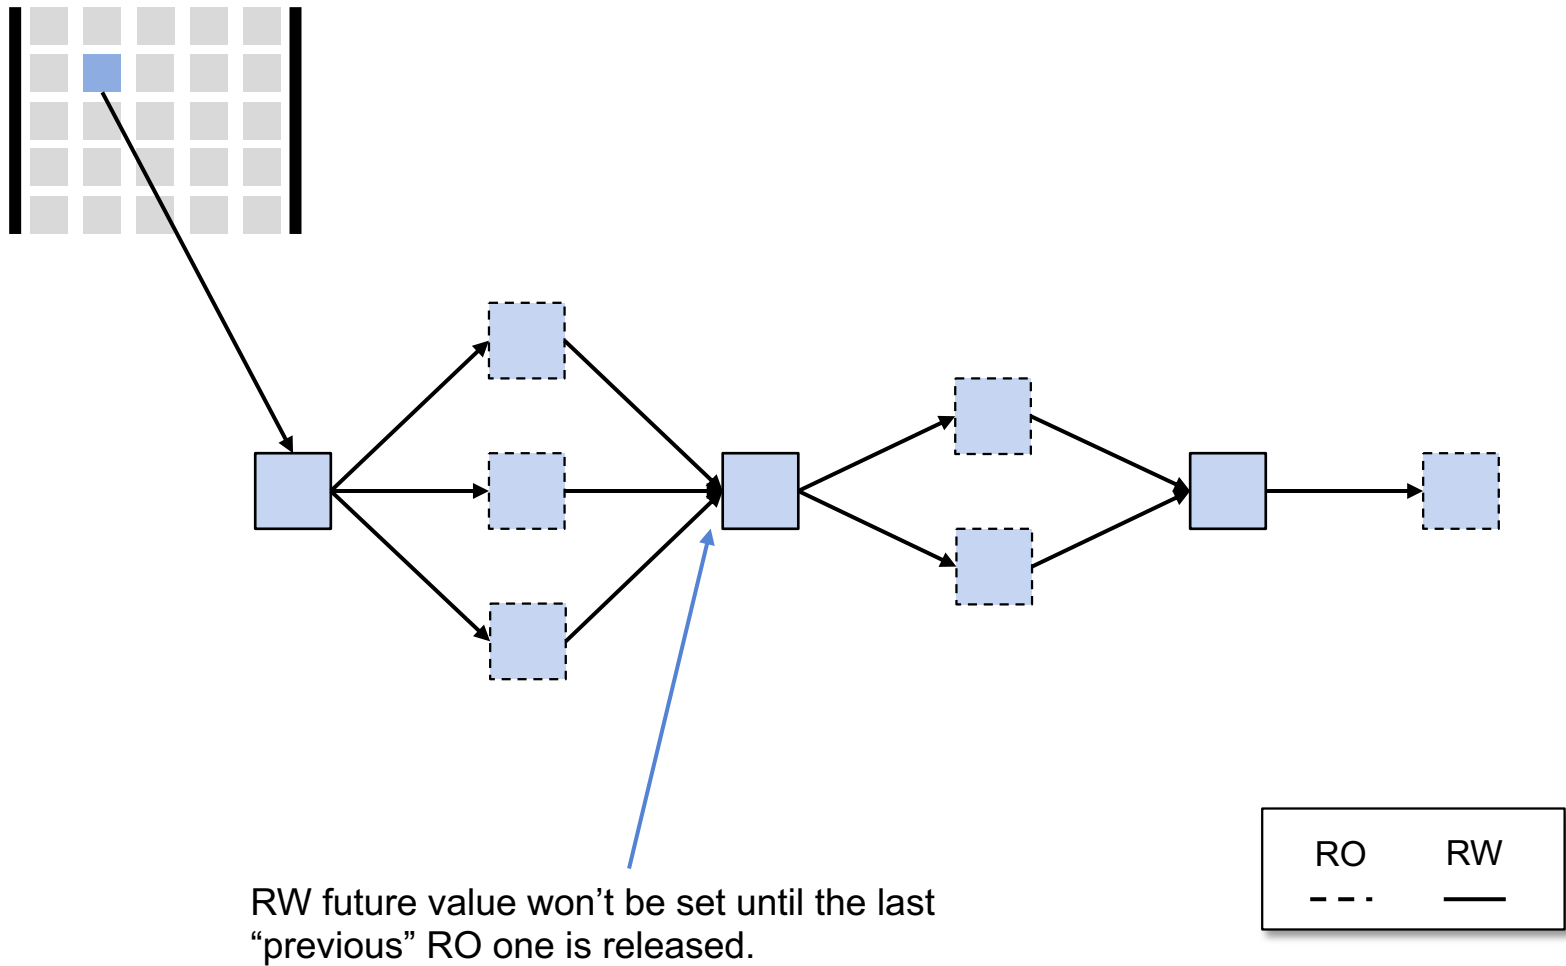 RW future value won’t be set until the last
“previous” RO one is released.
RO RW